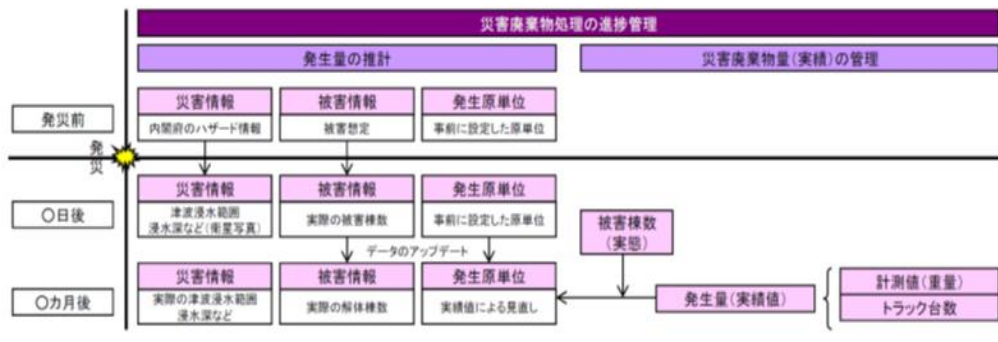 災害廃棄物処理の進捗管理
発生量の推計
災害廃棄物量(実績)の管理
発災前
災害情報
内閣府のハザード情報
被害情報
被害想定
発生原単位
事前に設定した原単位
発災
〇日後
災害情報
津波浸水範囲
浸水深など(衛星写真)
被害情報
実際の被害棟数
発生原単位
事前に設定した原単位
被害棟数
(実態)
データのアップデート
〇カ月後
災害情報
実際の津波浸水範囲
浸水深など
被害情報
実際の解体棟数
発生原単位
実績値による見直し
発生量(実績値)
計測値(重量)
トラック台数